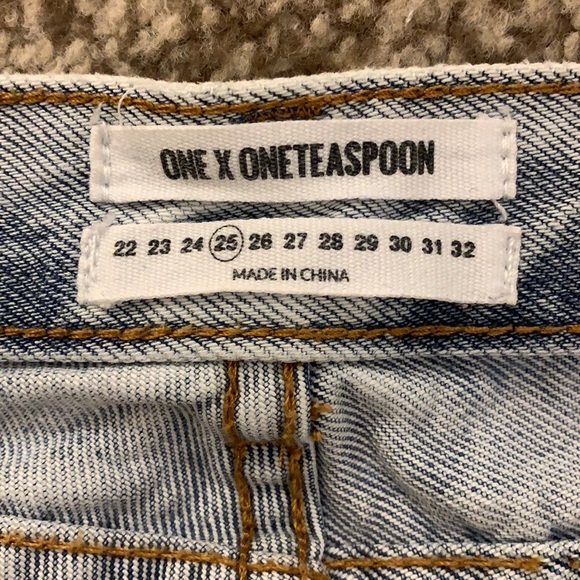 ONE X ONETEASPOON
22 23 24 25 26 27 28 29 30 31 32
MADE IN CHINA